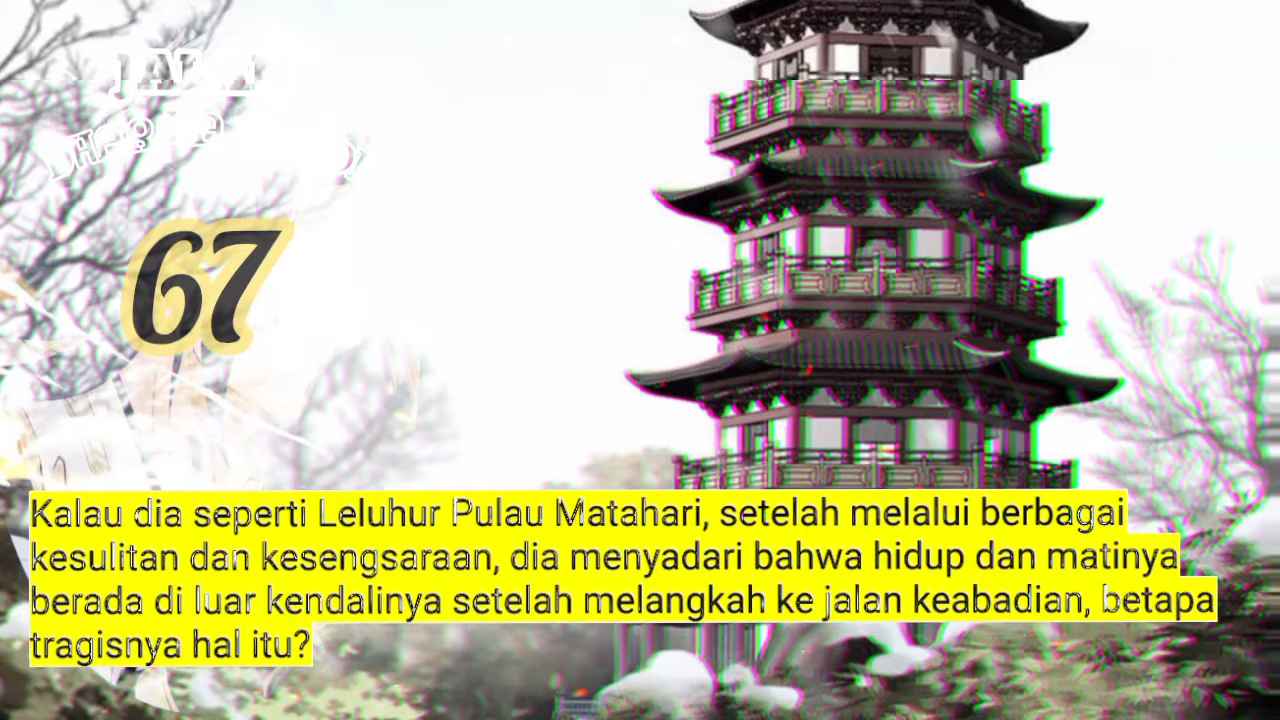 67
Kalau dia seperti Leluhur Pulau Matahari, setelah melalui berbagai
kesulitan dan kesengsaraan, dia menyadari bahwa hidup dan matinya
berada di luar kendalinya setelah melangkah ke jalan keabadian, betapa
tragisnya hal itu?